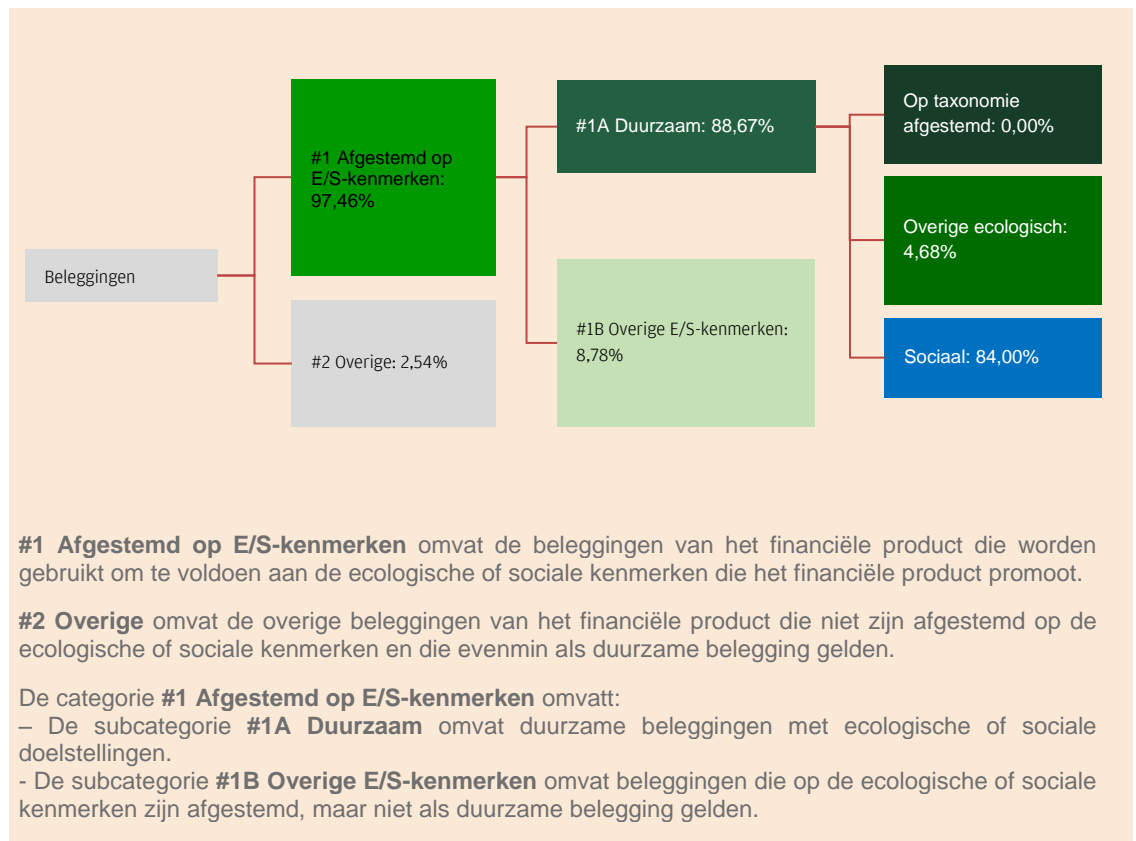 Op taxonomie
afgestemd: 0,00%
#1A Duurzaam: 88,67%
#1 Afgestemd op
E/S-kenmerken:
97,46%
Overige ecologisch:
4,68%
Beleggingen
#1B Overige E/S-kenmerken:
8,78%
#2 Overige: 2,54%
Sociaal: 84,00%
#1 Afgestemd op E/S-kenmerken omvat de beleggingen van het financiële product die worden
gebruikt om te voldoen aan de ecologische of sociale kenmerken die het financiële product promoot.
#2 Overige omvat de overige beleggingen van het financiële product die niet zijn afgestemd op de
ecologische of sociale kenmerken en die evenmin als duurzame belegging gelden.
De categorie #1 Afgestemd op E/S-kenmerken omvatt:
– De subcategorie #1A Duurzaam omvat duurzame beleggingen met ecologische of sociale
doelstellingen.
- De subcategorie #1B Overige E/S-kenmerken omvat beleggingen die op de ecologische of sociale
kenmerken zijn afgestemd, maar niet als duurzame belegging gelden.